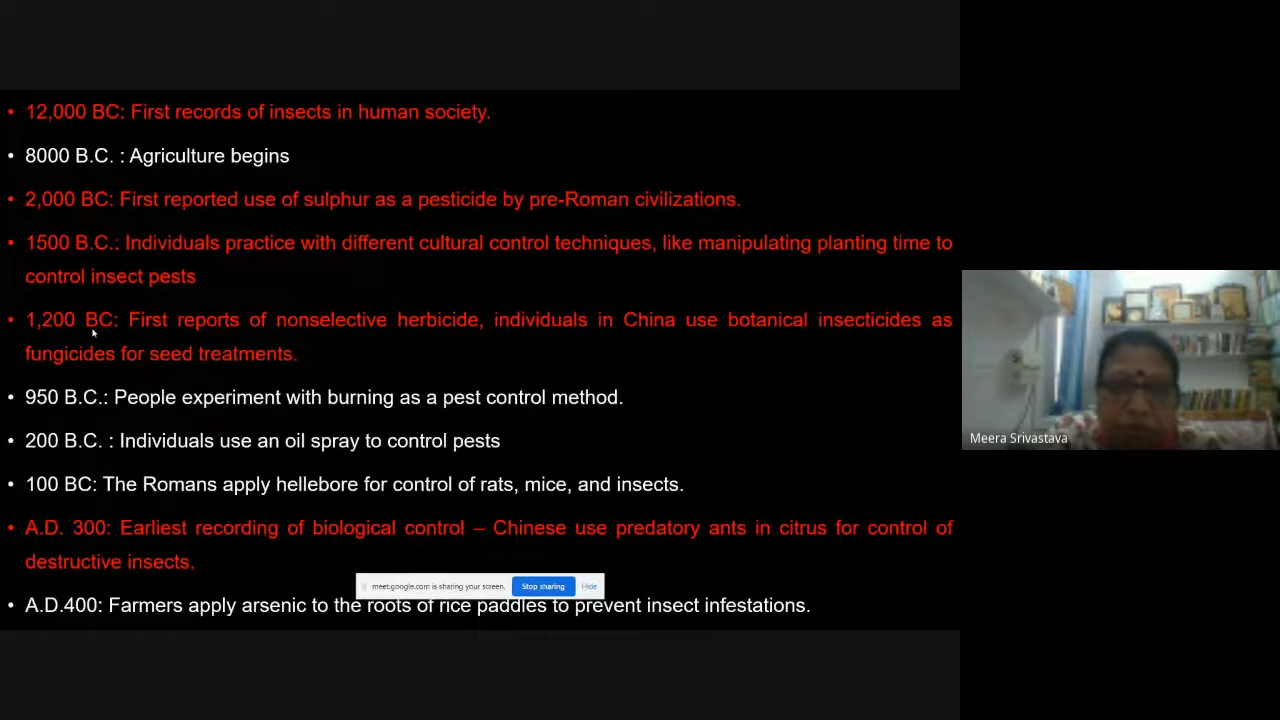 • 12,000 BC: First records of insects in human society.
• 8000 B.C. : Agriculture begins
• 2,000 BC: First reported use of sulphur as a pesticide by pre-Roman civilizations.
• 1500 B.C.: Individuals practice with different cultural control techniques, like manipulating planting time to
control insect pests
• 1,200 BC: First reports of nonselective herbicide, individuals in China use botanical insecticides as
fungicides for seed treatments.
• 950 B.C.: People experiment with burning as a pest control method.
• 200 B.C. : Individuals use an oil spray to control pests
Meera Srivastava
• 100 BC: The Romans apply hellebore for control of rats, mice, and insects.
• A.D. 300: Earliest recording of biological control – Chinese use predatory ants in citrus for control of
destructive insects.
meet.google.com is sharing your screen. Stop sharing Hide
• A.D.400: Farmers apply arsenic to the roots of rice paddles to prevent insect infestations.